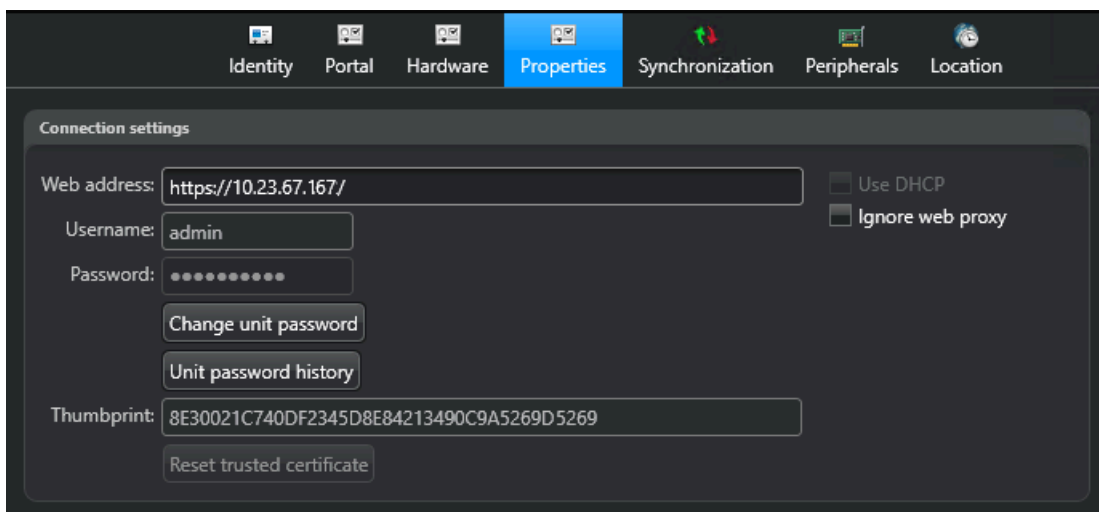 Identity Portal Hardware Properties Synchronization Peripherals Location
Connection settings
Web address: https://10.23.67.167/ Use DHCP
Ignore web proxy
Username: admin
Password: ●●●●●●●●●●
Change unit password
Unit password history
Thumbprint: 8E30021C740DF2345D8E84213490C9A5269D5269
Reset trusted certificate